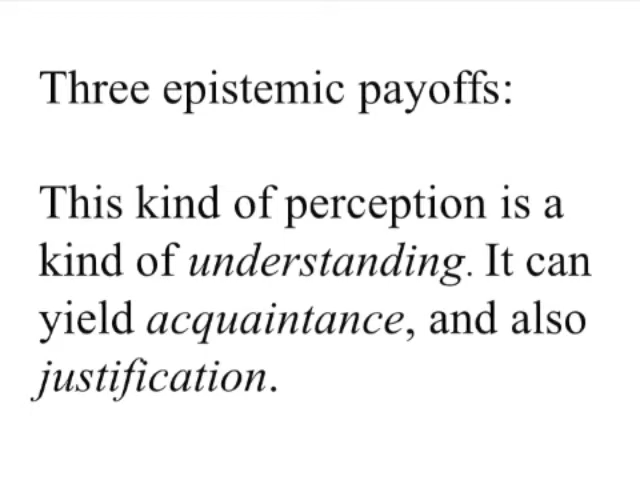 Three epistemic payoffs:
This kind of perception is a
kind of understanding. It can
yield acquaintance, and also
justification.